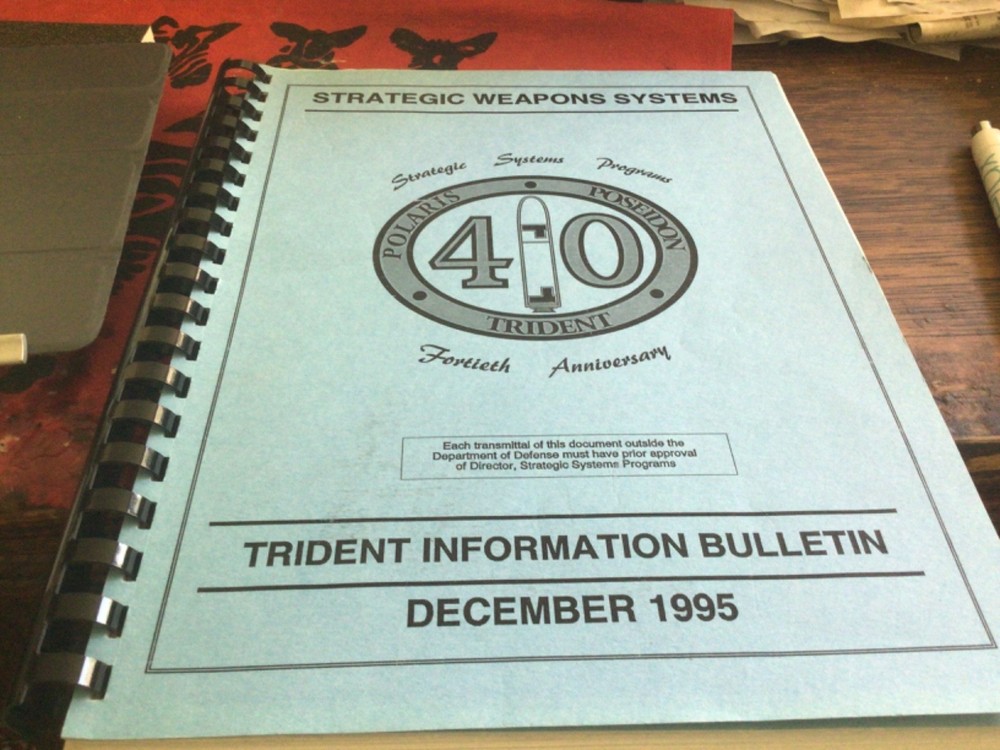 STRATEGIC WEAPONS SYSTEMS
Strategic Systems Programs
POLARIS POSEIDON
40
TRIDENT
Fortieth Anniversary
Each transmittal of this document outside the
Department of Defense must have prior approval
of Director, Strategic Systems Programs
TRIDENT INFORMATION BULLETIN
DECEMBER 1995